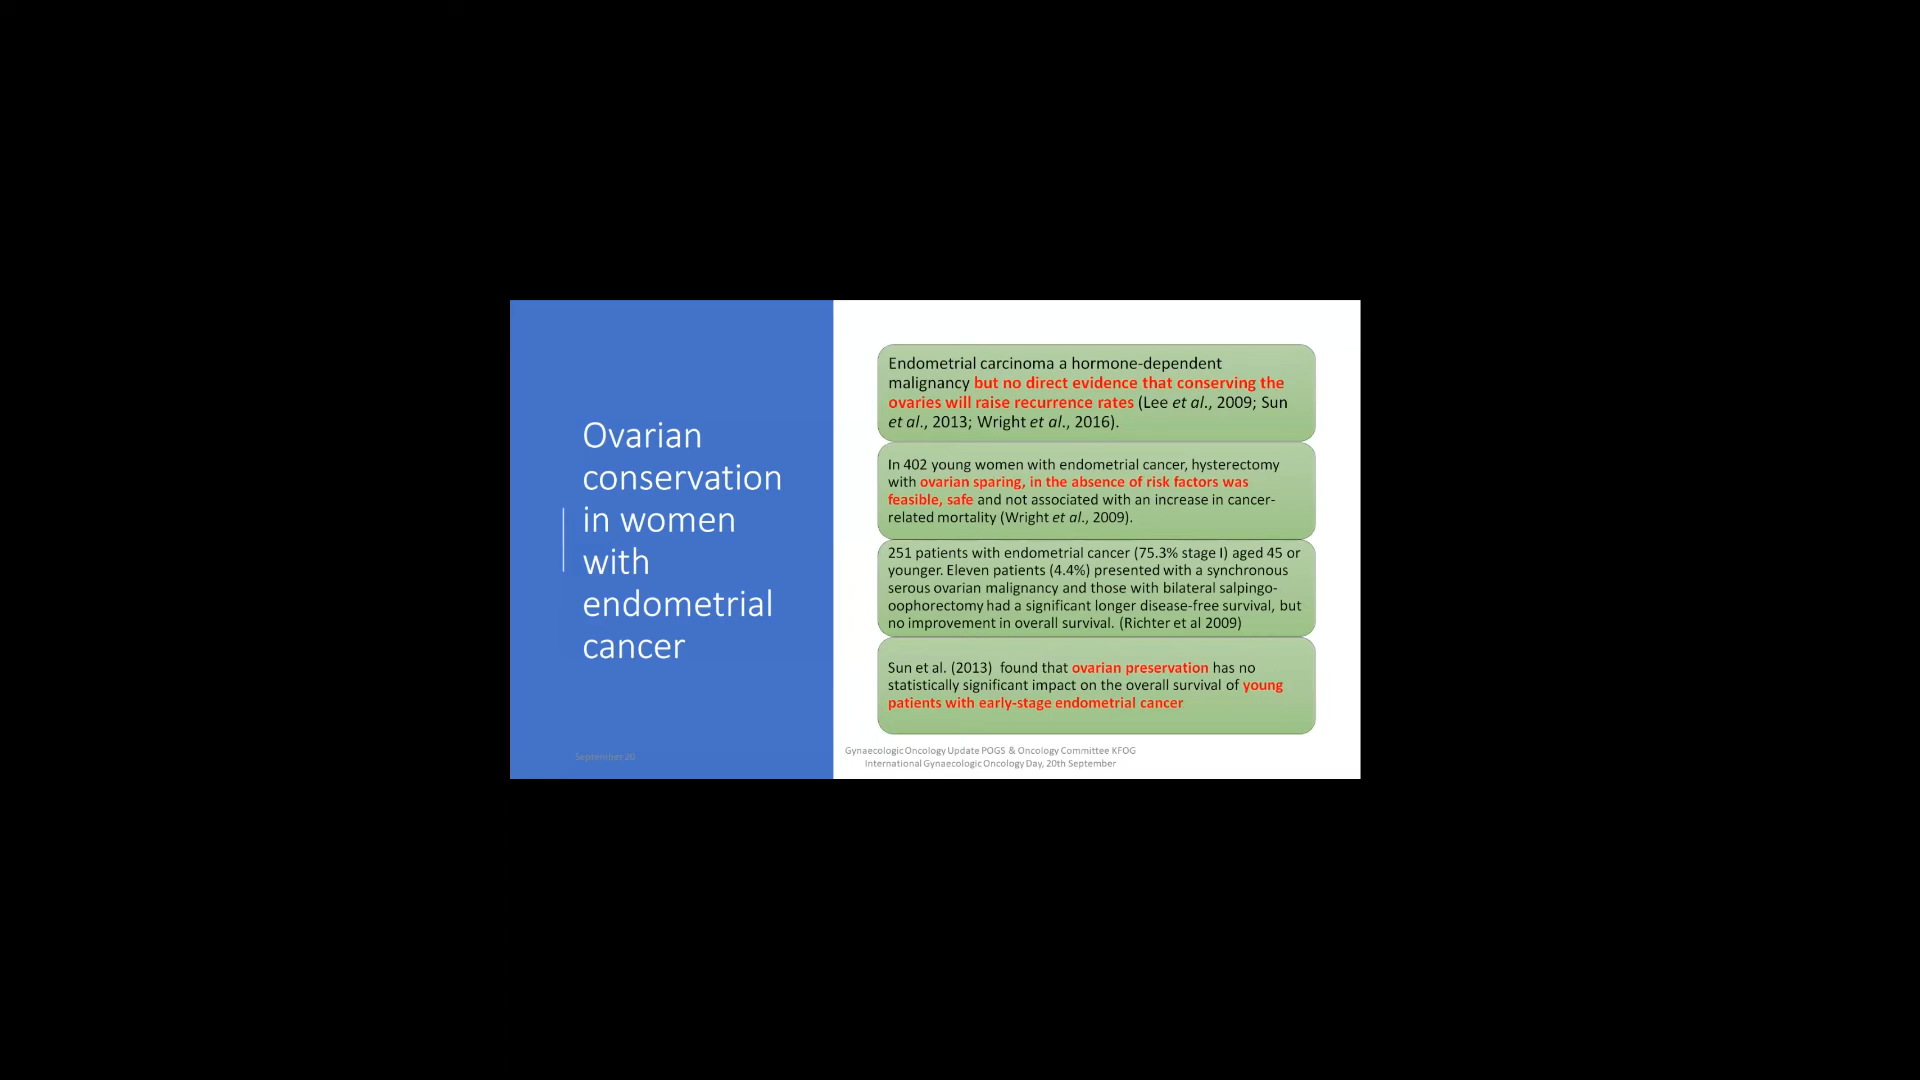 Ovarian
conservation
in women
with
endometrial
cancer
Endometrial carcinoma a hormone-dependent
malignancy but no direct evidence that conserving the
ovaries will raise recurrence rates (Lee et al., 2009; Sun
et al., 2013; Wright et al., 2016).
In 402 young women with endometrial cancer, hysterectomy
with ovarian sparing, in the absence of risk factors was
feasible, safe and not associated with an increase in cancer-
related mortality (Wright et al., 2009).
251 patients with endometrial cancer (75.3% stage I) aged 45 or
younger. Eleven patients (4.4%) presented with a synchronous
serous ovarian malignancy and those with bilateral salpingo-
oophorectomy had a significant longer disease-free survival, but
no improvement in overall survival. (Richter et al 2009)
Sun et al. (2013) found that ovarian preservation has no
statistically significant impact on the overall survival of young
patients with early-stage endometrial cancer
September 20
Gynaecologic Oncology Update POGS & Oncology Committee KFOG
International Gynaecologic Oncology Day, 20th September